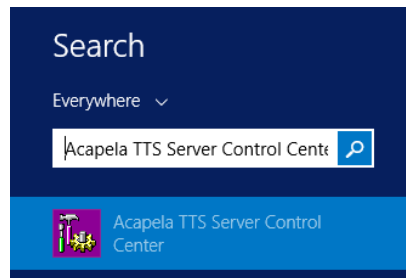 Search
Everywhere
Acapela TTS Server Control Cente
Acapela TTS Server Control
Center